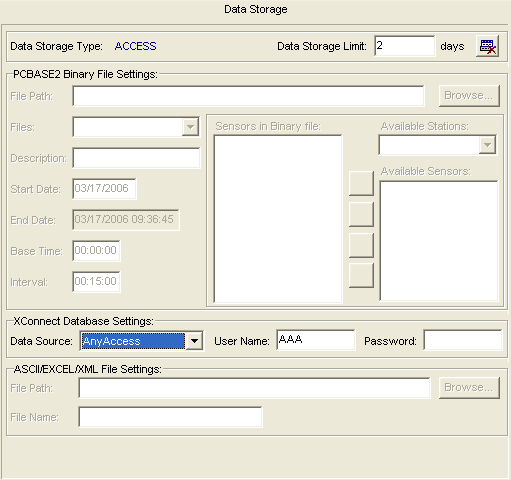 Data Storage
Data Storage Type: ACCESS Data Storage Limit: 2 days
PCBASE2 Binary File Settings:
File Path: Browse...
Files: Sensors in Binary file: Available Stations:
Description:
Available Sensors:
Start Date: 03/17/2006
End Date: 03/17/2006 09:36:45
Base Time: 00:00:00
Interval: 00:15:00
XConnect Database Settings:
Data Source: AnyAccess User Name: AAA Password:
ASCII/EXCEL/XML File Settings:
File Path: Browse...
File Name: